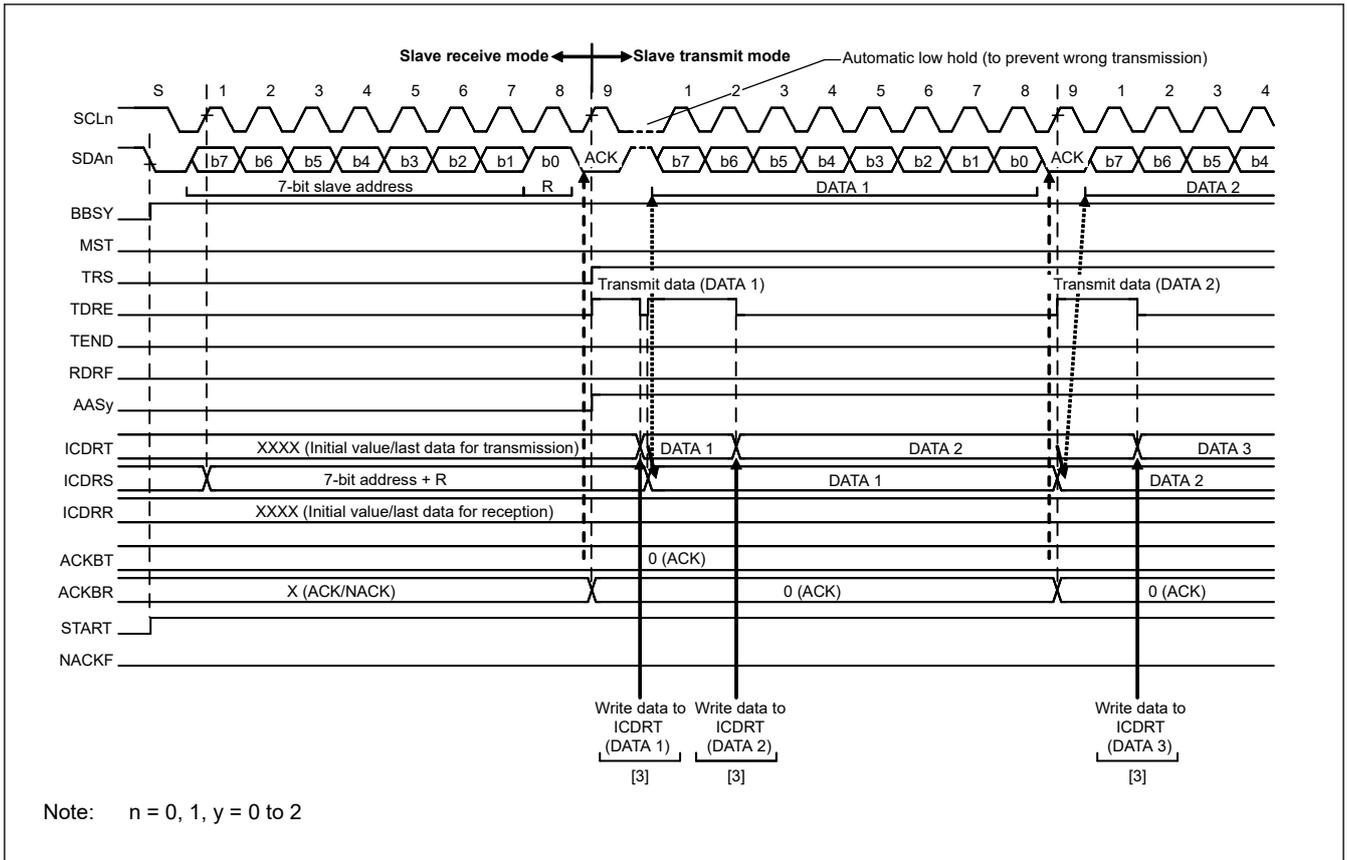 Slave receive mode Slave transmit mode Automatic low hold (to prevent wrong transmission)
S 1 2 3 4 5 6 7 8 9 1 2 3 4 5 6 7 8 9 1 2 3 4
SCLn
SDAn b7 b6 b5 b4 b3 b2 b1 b0 ACK b7 b6 b5 b4 b3 b2 b1 b0 ACK b7 b6 b5 b4
7-bit slave address R DATA 1 DATA 2
BBSY
MST
TRS
Transmit data (DATA 1) Transmit data (DATA 2)
TDRE
TEND
RDRF
AASy
ICDRT XXXX (Initial value/last data for transmission) DATA 1 DATA 2 DATA 3
ICDRS 7-bit address + R DATA 1 DATA 2
ICDRR XXXX (Initial value/last data for reception)
ACKBT 0 (ACK)
ACKBR X (ACK/NACK) 0 (ACK) 0 (ACK)
START
NACKF
Write data to Write data to Write data to
ICDRT ICDRT ICDRT
(DATA 1) (DATA 2) (DATA 3)
[3] [3] [3]
Note: n = 0, 1, y = 0 to 2